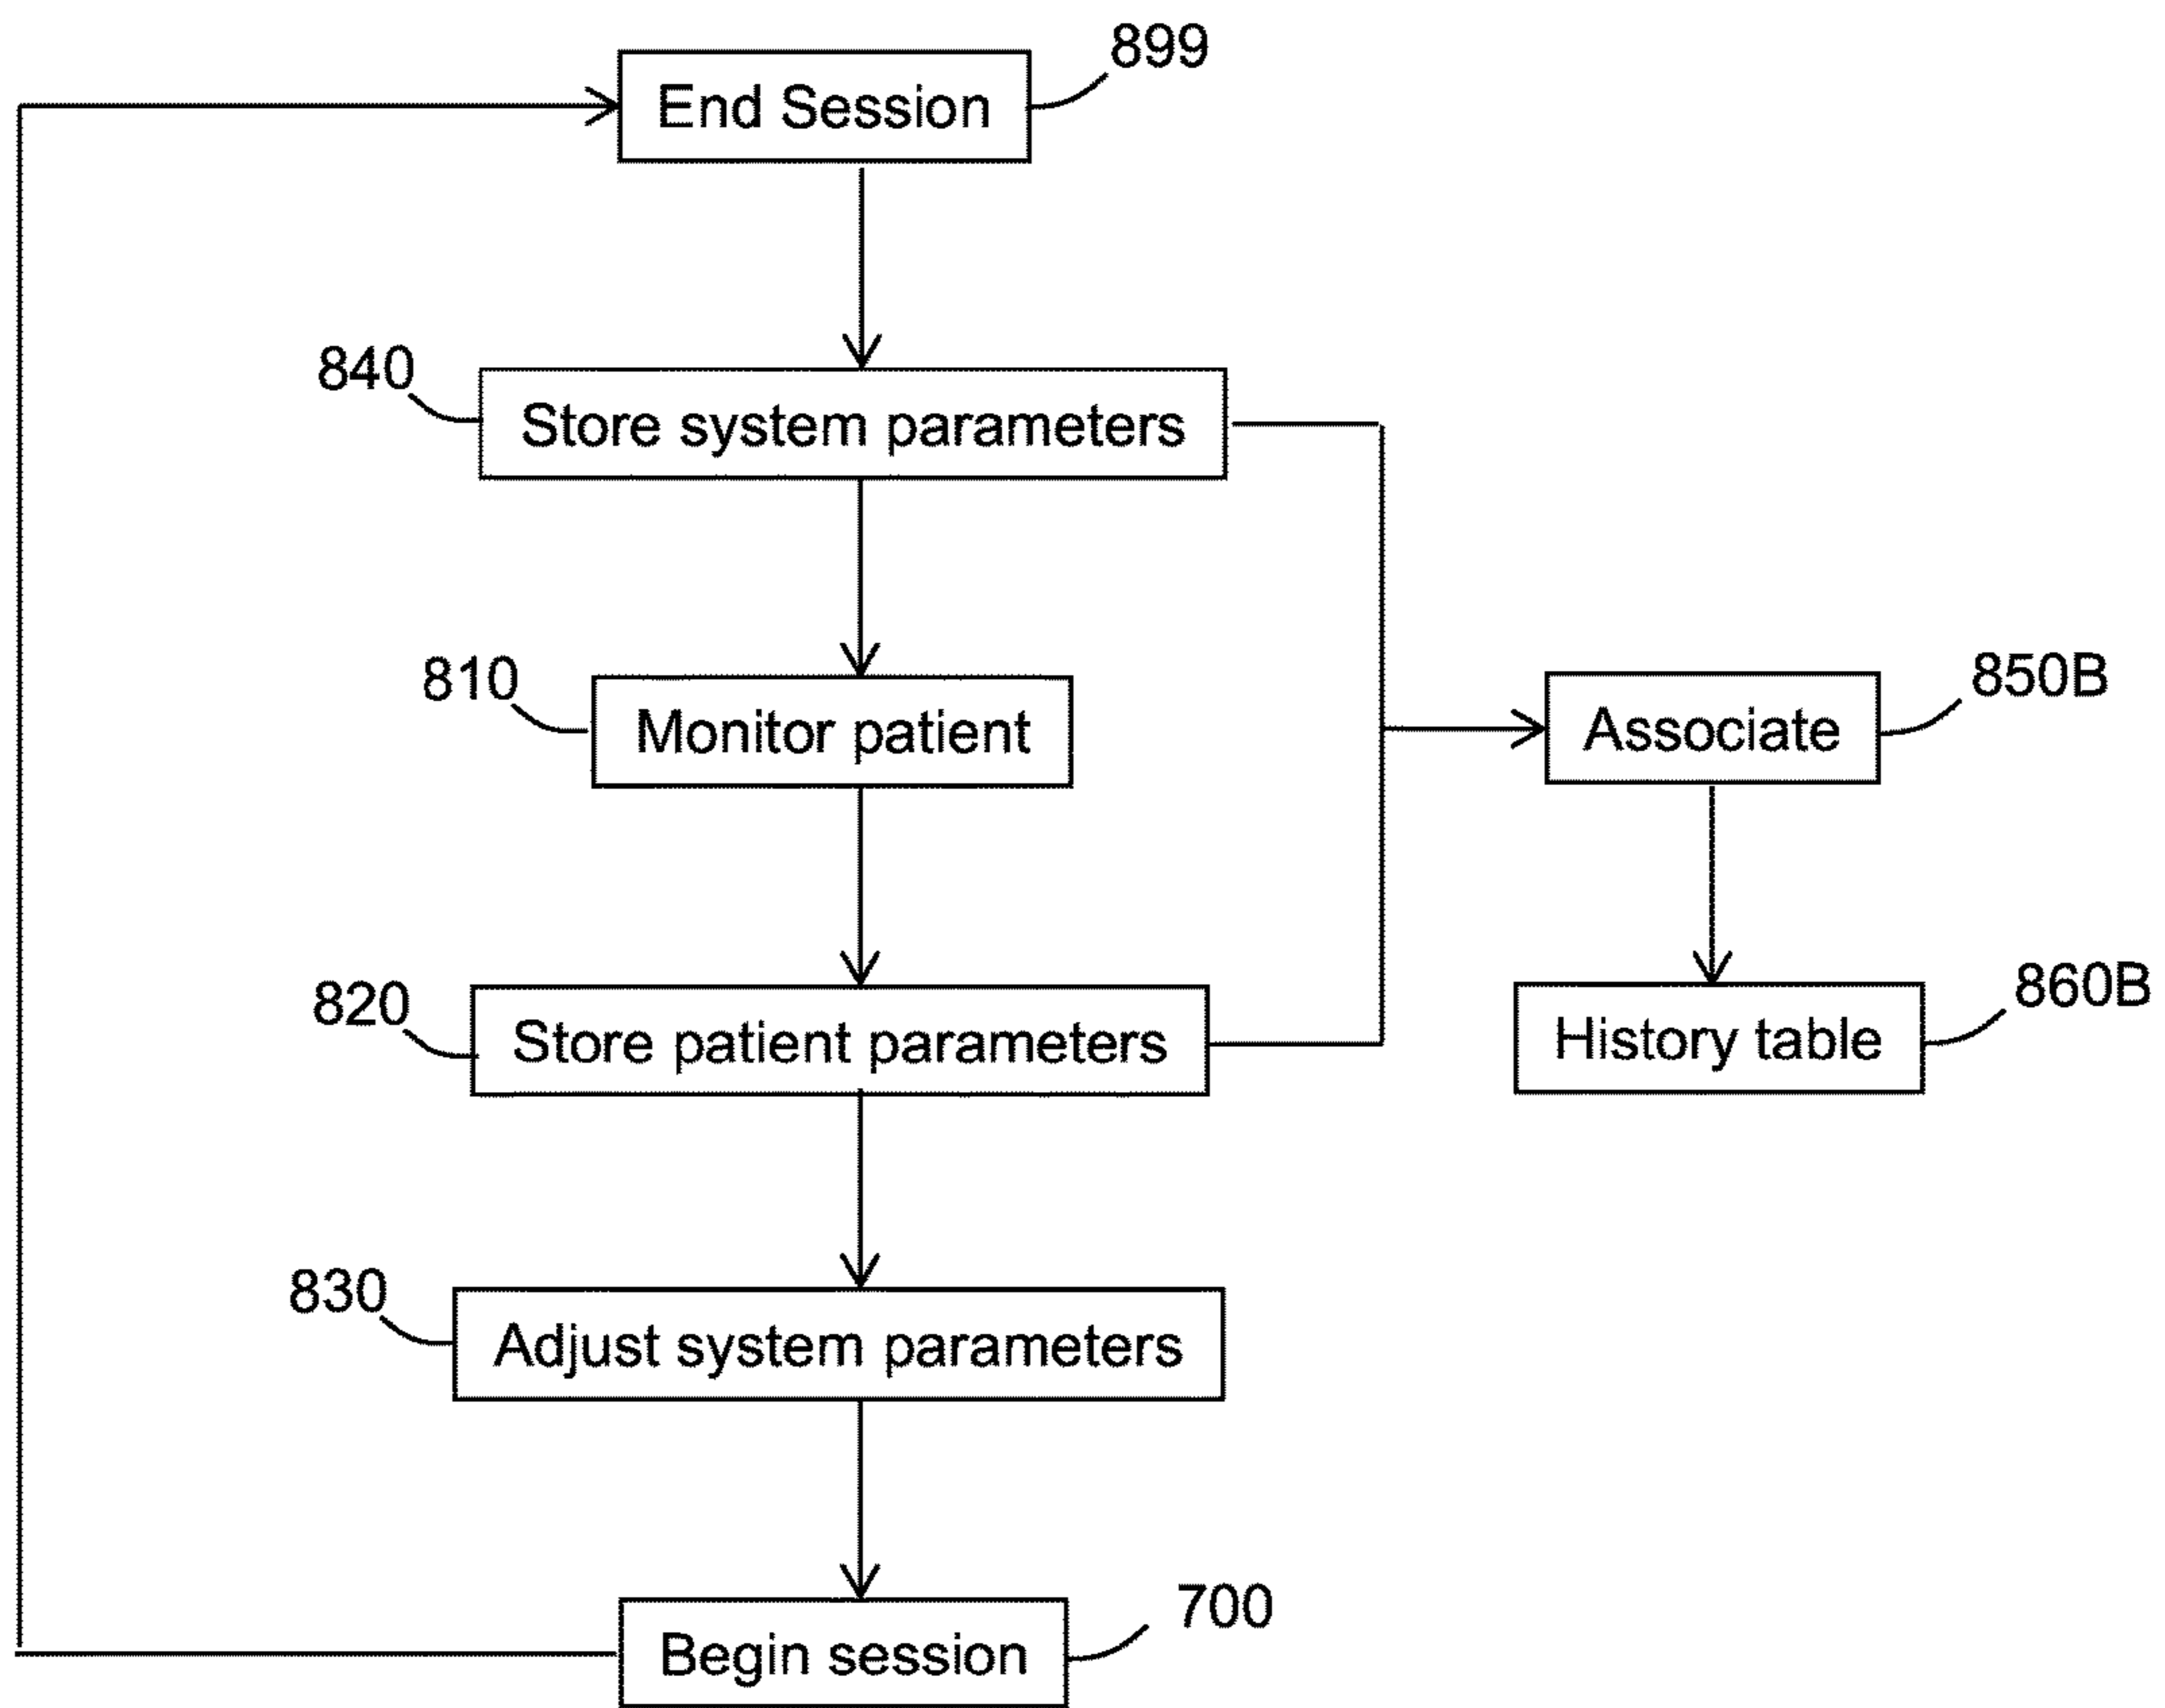 899
End Session
840
Store system parameters
810
Monitor patient
850B
Associate
820
Store patient parameters
860B
History table
830
Adjust system parameters
700
Begin session